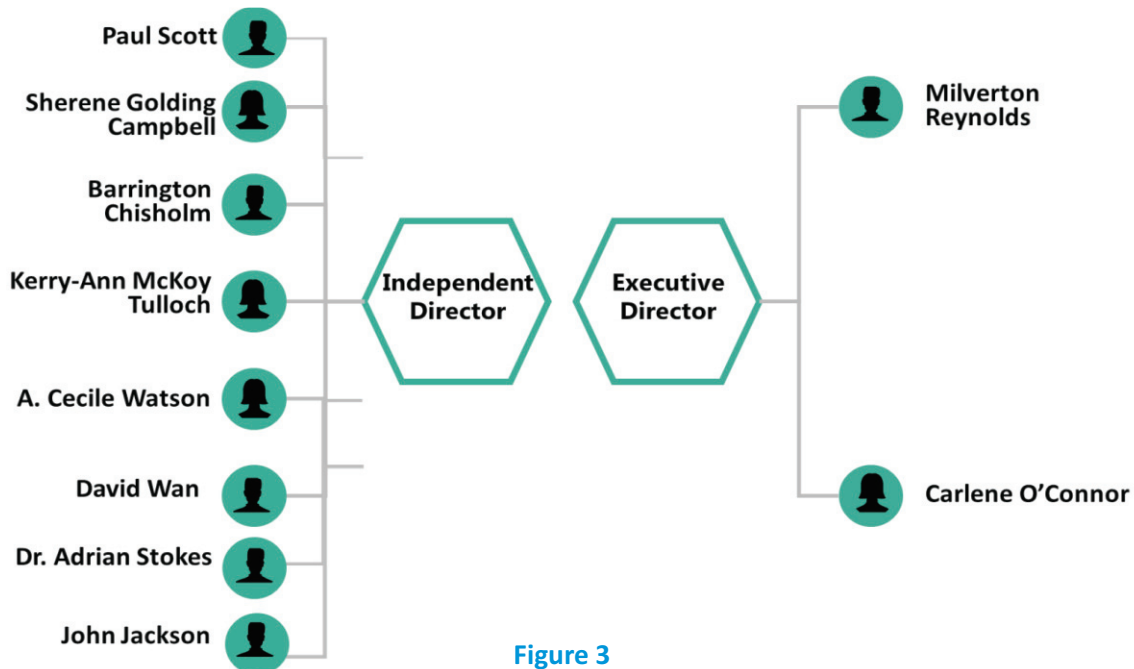 Paul Scott
Sherene Golding
Campbell
Barrington
Chisholm
Kerry-Ann McKoy
Tulloch
A. Cecile Watson
David Wan
Dr. Adrian Stokes
John Jackson
Independent
Director
Executive
Director
Milverton
Reynolds
Carlene O’Connor
Figure 3